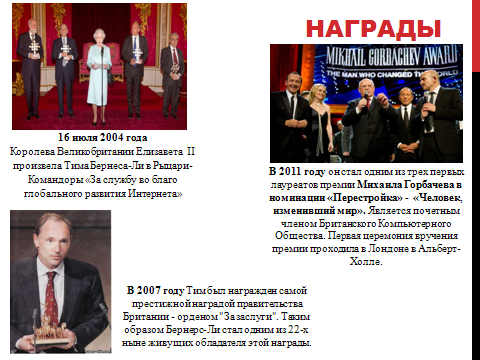 НАГРАДЫ
MIKHAIL GORBACHEV AWARD
THE MAN WHO CHANGED THE WORLD
16 июля 2004 года
Королева Великобритании Елизавета II
произвела Тима Бернеса-Ли в Рыцари-
Командоры «За службу во благо
глобального развития Интернета»
В 2011 году он стал одним из трех первых
лауреатов премии Михаила Горбачева в
номинации «Перестройка» - «Человек,
изменивший мир». Является почетным
членом Британского Компьютерного
Общества. Первая церемония вручения
премии проходила в Лондоне в Альберт-
Холле.
В 2007 году Тим был награжден самой
престижной наградой правительства
Британии - орденом "За заслуги". Таким
образом Бернерс-Ли стал одним из 22-х
ныне живущих обладателя этой награды.